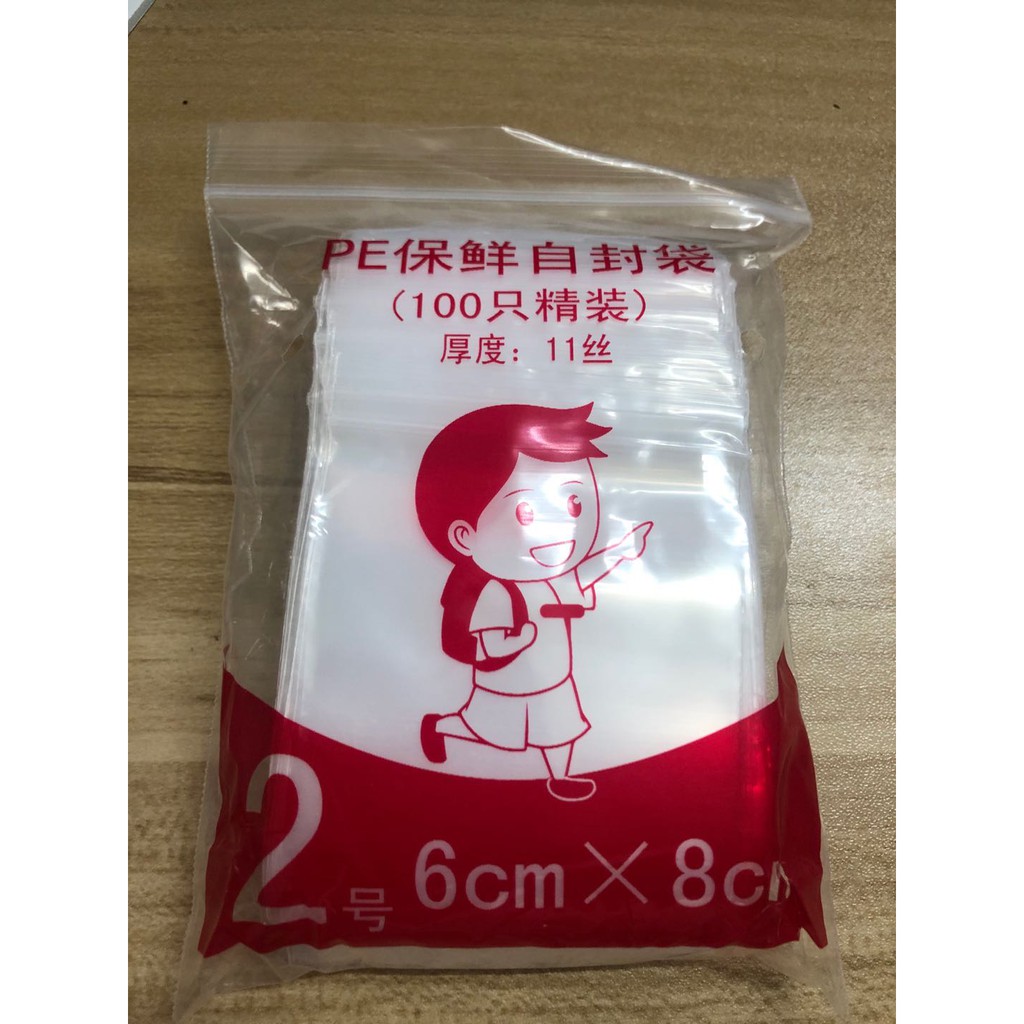 PE保鲜自封袋
(100只精装)
厚度：11丝
2号 6cm×8cm